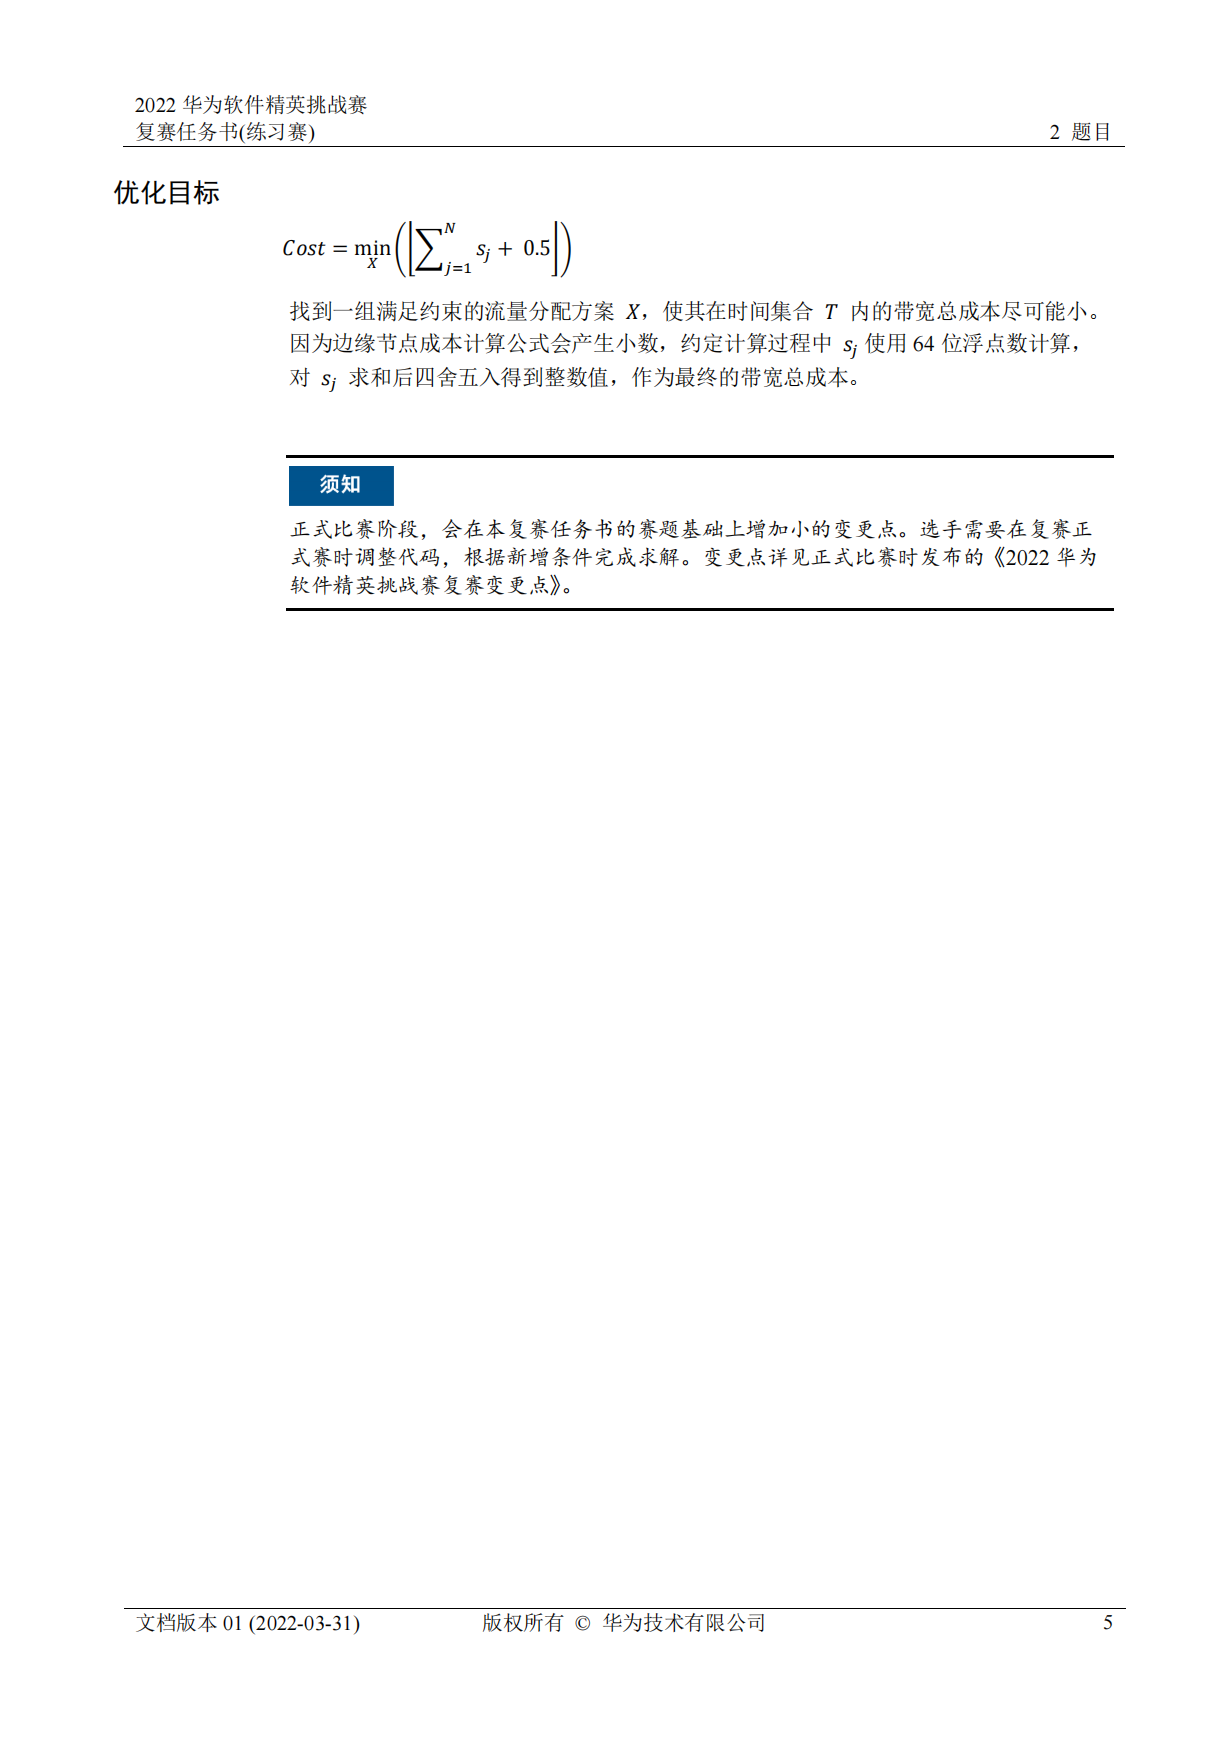 2022 华为软件精英挑战赛
复赛任务书(练习赛)	2 题目
优化目标
Cost = min_X (⌊∑_{j=1}^{N} s_j + 0.5⌋)
找到一组满足约束的流量分配方案 X，使其在时间集合 T 内的带宽总成本尽可能小。
因为边缘节点成本计算公式会产生小数，约定计算过程中 s_j 使用 64 位浮点数计算，
对 s_j 求和后四舍五入得到整数值，作为最终的带宽总成本。
须知
正式比赛阶段，会在本复赛任务书的赛题基础上增加小的变更点。选手需要在复赛正
式赛时调整代码，根据新增条件完成求解。变更点详见正式比赛时发布的《2022 华为
软件精英挑战赛复赛变更点》。
文档版本 01 (2022-03-31)	版权所有 © 华为技术有限公司	5